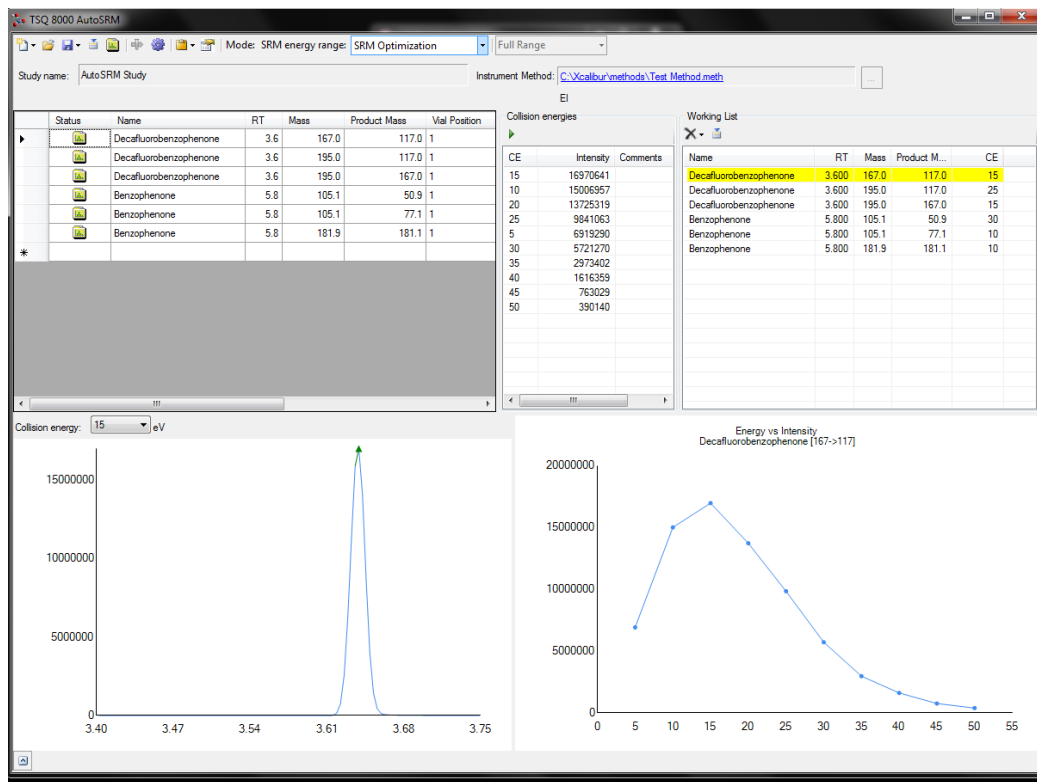 TSQ 8000 AutoSRM
Mode: SRM energy range: SRM Optimization Full Range
Study name: AutoSRM Study Instrument Method: C:\Xcalibur\methods\Test Method.meth ...
EI
Status Name RT Mass Product Mass Vial Position
Decafluorobenzophenone 3.6 167.0 117.0 1
Decafluorobenzophenone 3.6 195.0 117.0 1
Decafluorobenzophenone 3.6 195.0 167.0 1
Benzophenone 5.8 105.1 50.9 1
Benzophenone 5.8 105.1 77.1 1
Benzophenone 5.8 181.9 181.1 1
Collision energies
CE Intensity Comments
15 16970641
10 15006957
20 13725319
25 9841063
5 6919290
30 5721270
35 2973402
40 1616359
45 763029
50 390140
Working List
Name RT Mass Product M... CE
Decafluorobenzophenone 3.600 167.0 117.0 15
Decafluorobenzophenone 3.600 195.0 117.0 25
Decafluorobenzophenone 3.600 195.0 167.0 15
Benzophenone 5.800 105.1 50.9 30
Benzophenone 5.800 105.1 77.1 10
Benzophenone 5.800 181.9 181.1 10
Collision energy: 15 eV
15000000
10000000
5000000
0
3.40 3.47 3.54 3.61 3.68 3.75
Energy vs Intensity
Decafluorobenzophenone [167->117]
20000000
15000000
10000000
5000000
0
0 5 10 15 20 25 30 35 40 45 50 55